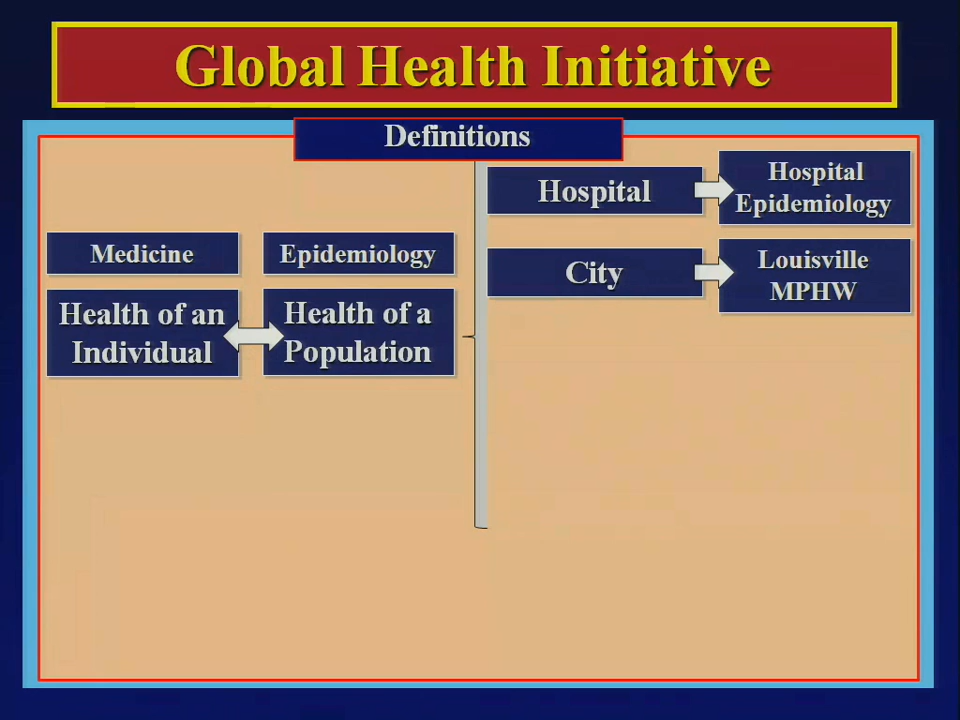 Global Health Initiative
Definitions
Medicine
Epidemiology
Health of an
Individual
Health of a
Population
Hospital
Hospital
Epidemiology
City
Louisville
MPHW